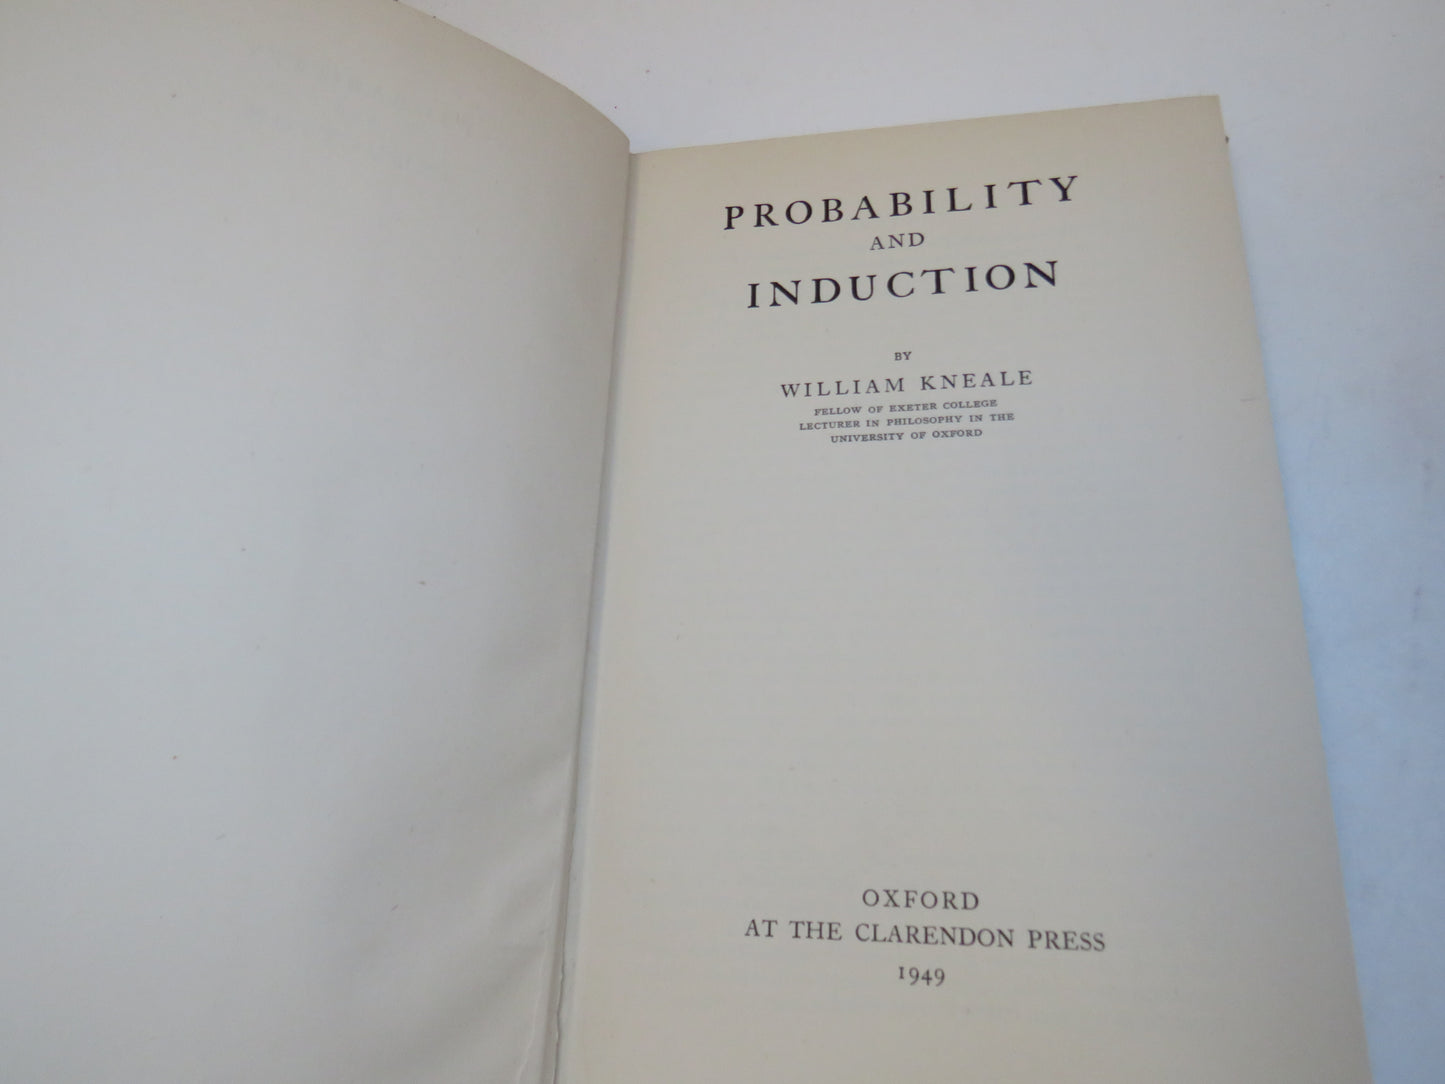 PROBABILITY
AND
INDUCTION
BY
WILLIAM KNEALE
FELLOW OF EXETER COLLEGE
LECTURER IN PHILOSOPHY IN THE
UNIVERSITY OF OXFORD
OXFORD
AT THE CLARENDON PRESS
1949